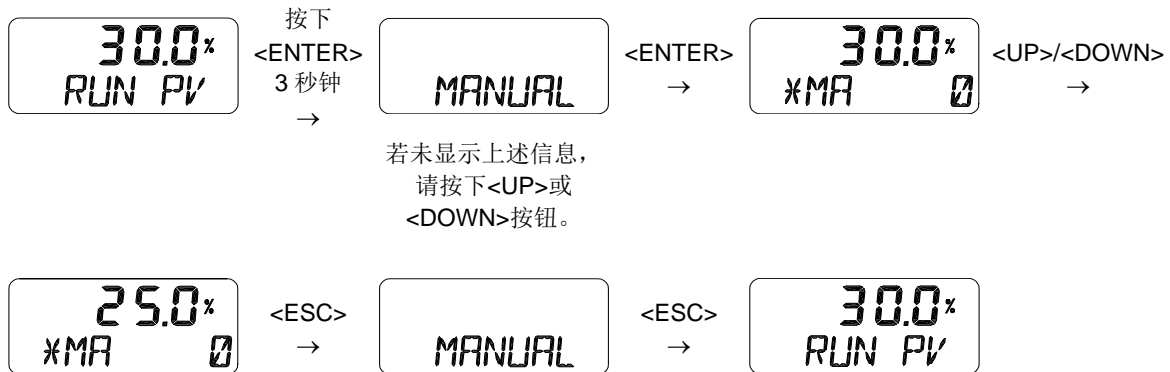 按下
<ENTER>
3 秒钟
→
30.0%
RUN PV
MANUAL
若未显示上述信息，
请按下<UP>或
<DOWN>按钮。
<ENTER>
→
30.0%
*MA 0
<UP>/<DOWN>
→
25.0%
*MA 0
<ESC>
→
MANUAL
<ESC>
→
30.0%
RUN PV